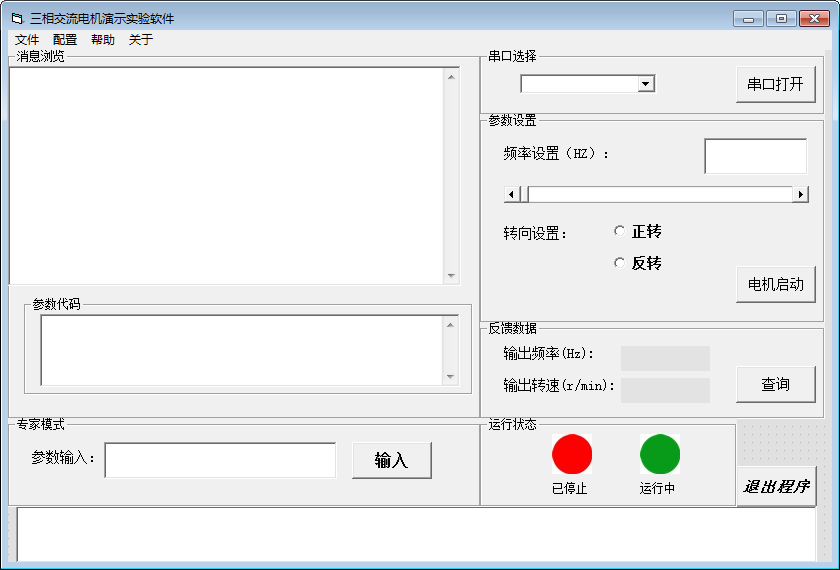 三相交流电机演示实验软件
文件 配置 帮助 关于
消息浏览
串口选择
串口打开
参数设置
频率设置（HZ）：
转向设置：
正转
反转
电机启动
参数代码
反馈数据
输出频率(Hz)：
输出转速(r/min)：
查询
专家模式
参数输入：
输入
运行状态
已停止
运行中
退出程序